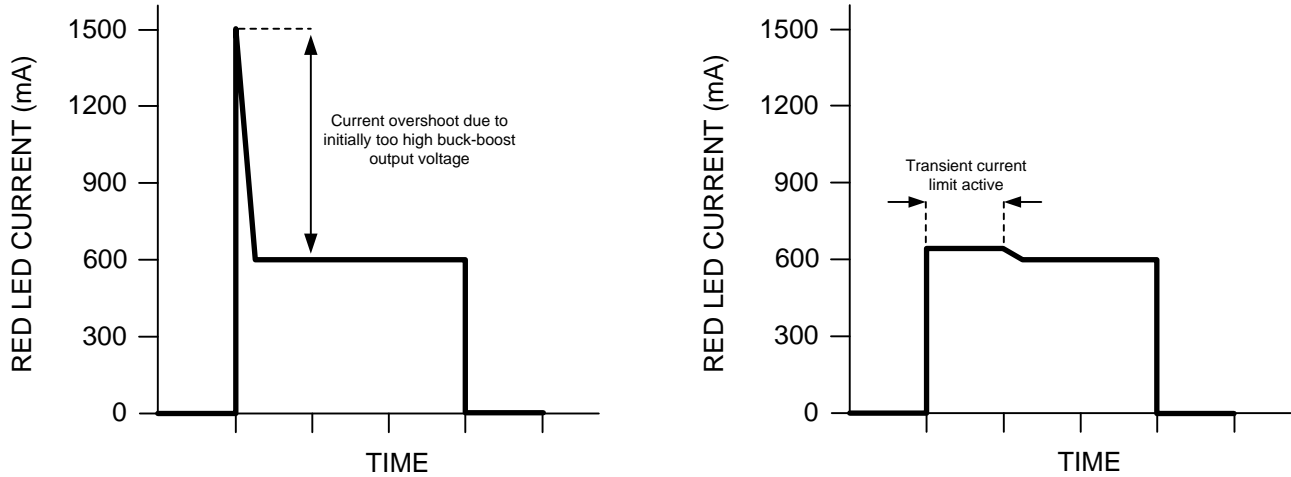 RED LED CURRENT (mA)
1500
1200
900
600
300
0
Current overshoot due to
initially too high buck-boost
output voltage
TIME
RED LED CURRENT (mA)
1500
1200
900
600
300
0
Transient current
limit active
TIME